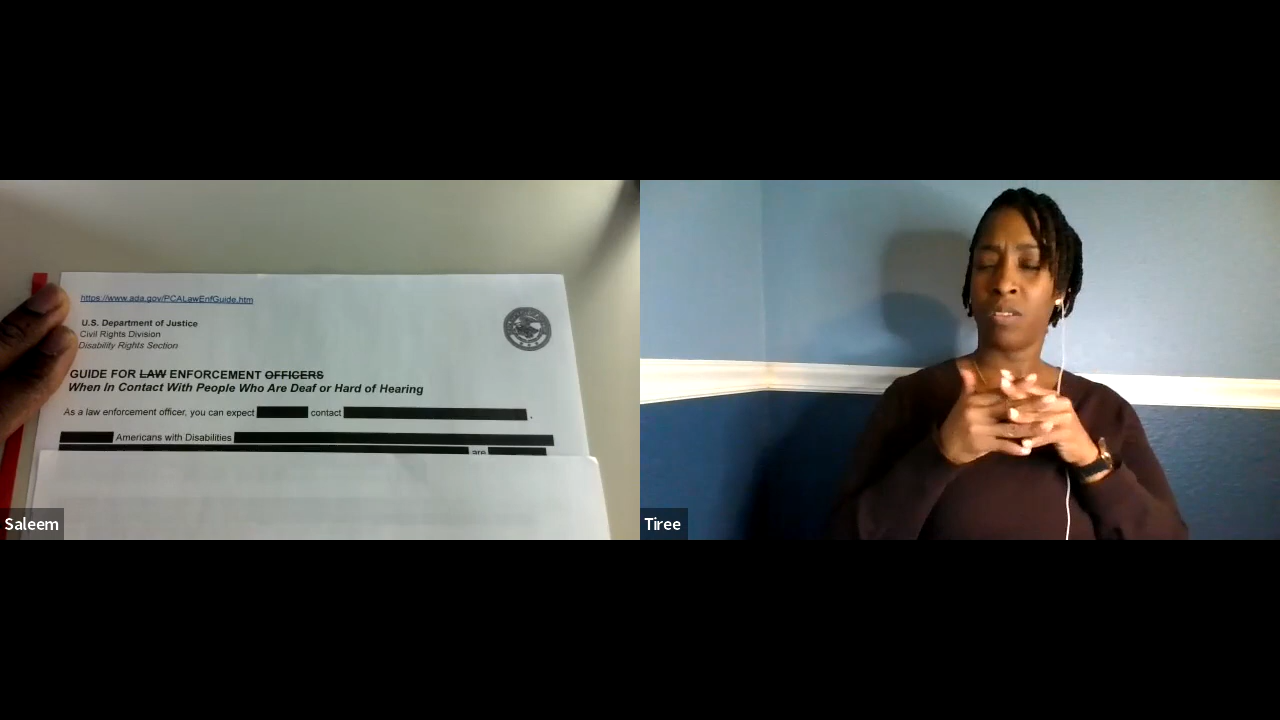 https://www.ada.gov/PCALawEnfGuide.htm
U.S. Department of Justice
Civil Rights Division
Disability Rights Section
GUIDE FOR LAW ENFORCEMENT OFFICERS
When In Contact With People Who Are Deaf or Hard of Hearing
As a law enforcement officer, you can expect contact .
Americans with Disabilities
are
Saleem
Tiree